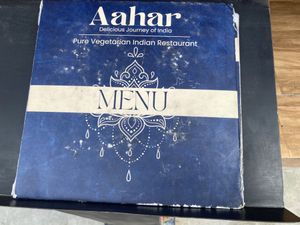 Aahar
Delicious Journey of India
Pure Vegetarian Indian Restaurant
MENU